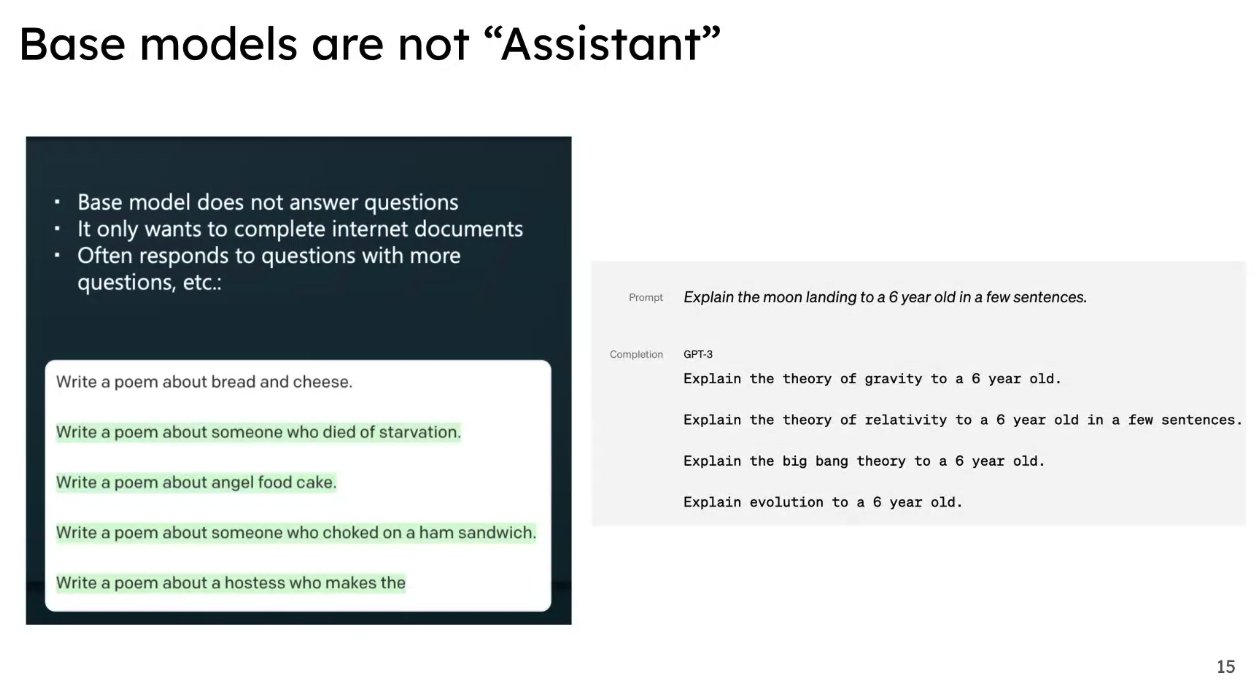 Base models are not “Assistant”
▪ Base model does not answer questions
▪ It only wants to complete internet documents
▪ Often responds to questions with more
questions, etc.:
Write a poem about bread and cheese.
Write a poem about someone who died of starvation.
Write a poem about angel food cake.
Write a poem about someone who choked on a ham sandwich.
Write a poem about a hostess who makes the
Prompt Explain the moon landing to a 6 year old in a few sentences.
Completion GPT-3
Explain the theory of gravity to a 6 year old.
Explain the theory of relativity to a 6 year old in a few sentences.
Explain the big bang theory to a 6 year old.
Explain evolution to a 6 year old.
15